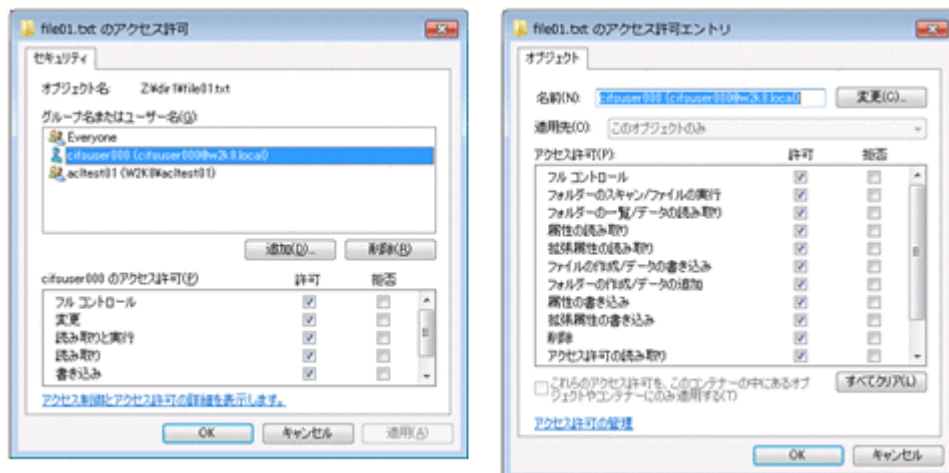 file01.txt のアクセス許可
セキュリティ
オブジェクト名: Z:¥dir1¥file01.txt
グループ名またはユーザー名(G):
Everyone
cifsuser000 (cifsuser000@w2k8.local)
acltest01 (W2K8¥acltest01)
追加(D)...
削除(R)
cifsuser000 のアクセス許可(P) 許可 拒否
フル コントロール
変更
読み取りと実行
読み取り
書き込み
アクセス制御とアクセス許可の詳細を表示します。
OK
キャンセル
適用(A)
file01.txt のアクセス許可エントリ
オブジェクト
名前(N): cifsuser000 (cifsuser000@w2k8.local) 変更(C)...
適用先(O): このオブジェクトのみ
アクセス許可(P): 許可 拒否
フル コントロール
フォルダーのスキャン/ファイルの実行
フォルダーの一覧/データの読み取り
属性の読み取り
拡張属性の読み取り
ファイルの作成/データの書き込み
フォルダーの作成/データの追加
属性の書き込み
拡張属性の書き込み
削除
アクセス許可の読み取り
これらのアクセス許可を、このコンテナーの中にあるオブ
ジェクトやコンテナーにのみ適用する(T)
すべてクリア(L)
アクセス許可の管理
OK
キャンセル